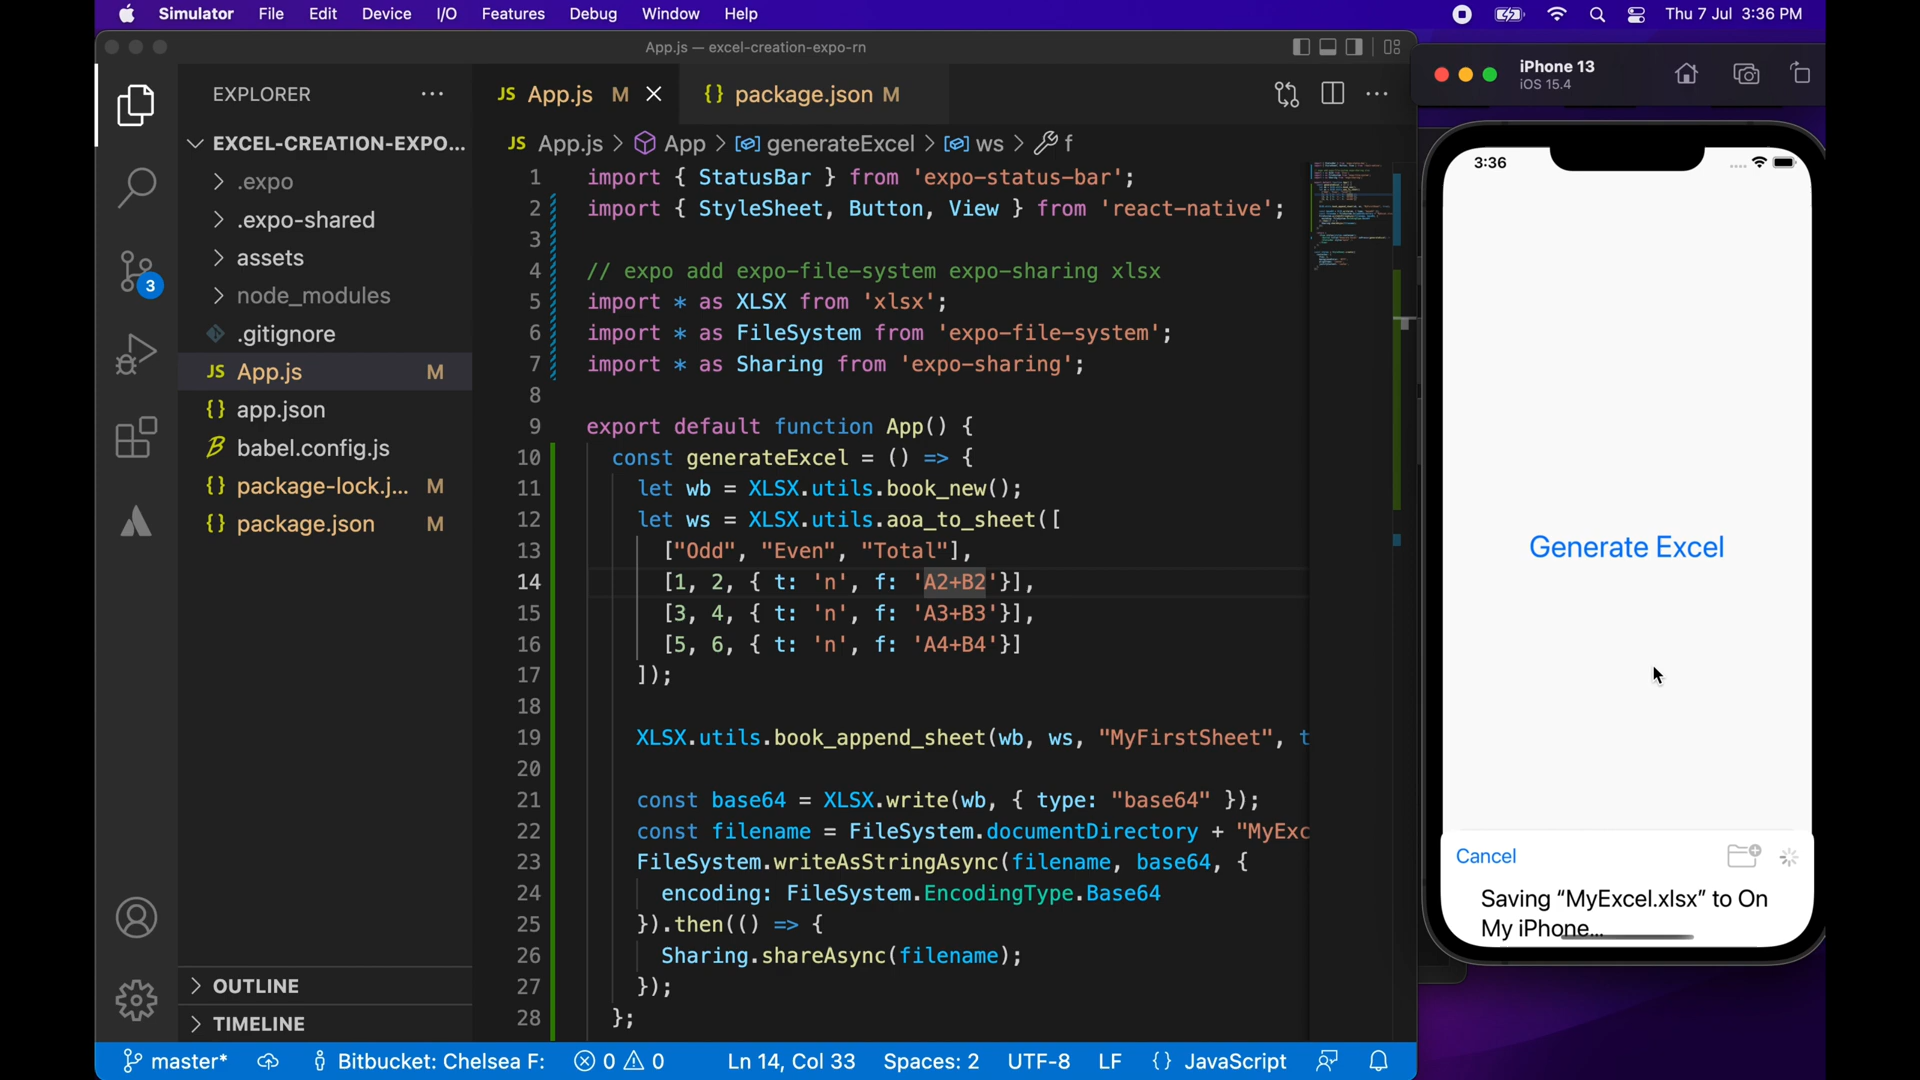 Simulator File Edit Device I/O Features Debug Window Help Thu 7 Jul 3:36 PM
App.js — excel-creation-expo-rn
EXPLORER
EXCEL-CREATION-EXPO...
.expo
.expo-shared
assets
node_modules
.gitignore
JS App.js M
{} app.json
babel.config.js
{} package-lock.j... M
{} package.json M
OUTLINE
TIMELINE
3
JS App.js M
{} package.json M
JS App.js > App > generateExcel > ws > f
1 import { StatusBar } from 'expo-status-bar';
2 import { StyleSheet, Button, View } from 'react-native';
3
4 // expo add expo-file-system expo-sharing xlsx
5 import * as XLSX from 'xlsx';
6 import * as FileSystem from 'expo-file-system';
7 import * as Sharing from 'expo-sharing';
8
9 export default function App() {
10 const generateExcel = () => {
11 let wb = XLSX.utils.book_new();
12 let ws = XLSX.utils.aoa_to_sheet([
13 ["Odd", "Even", "Total"],
14 [1, 2, { t: 'n', f: 'A2+B2'}],
15 [3, 4, { t: 'n', f: 'A3+B3'}],
16 [5, 6, { t: 'n', f: 'A4+B4'}]
17 ]);
18
19 XLSX.utils.book_append_sheet(wb, ws, "MyFirstSheet", t
20
21 const base64 = XLSX.write(wb, { type: "base64" });
22 const filename = FileSystem.documentDirectory + "MyExc
23 FileSystem.writeAsStringAsync(filename, base64, {
24 encoding: FileSystem.EncodingType.Base64
25 }).then(() => {
26 Sharing.shareAsync(filename);
27 });
28 };
master* Bitbucket: Chelsea F: 0 0 Ln 14, Col 33 Spaces: 2 UTF-8 LF {} JavaScript
iPhone 13
iOS 15.4
3:36
Generate Excel
Cancel
Saving “MyExcel.xlsx” to On
My iPhone...